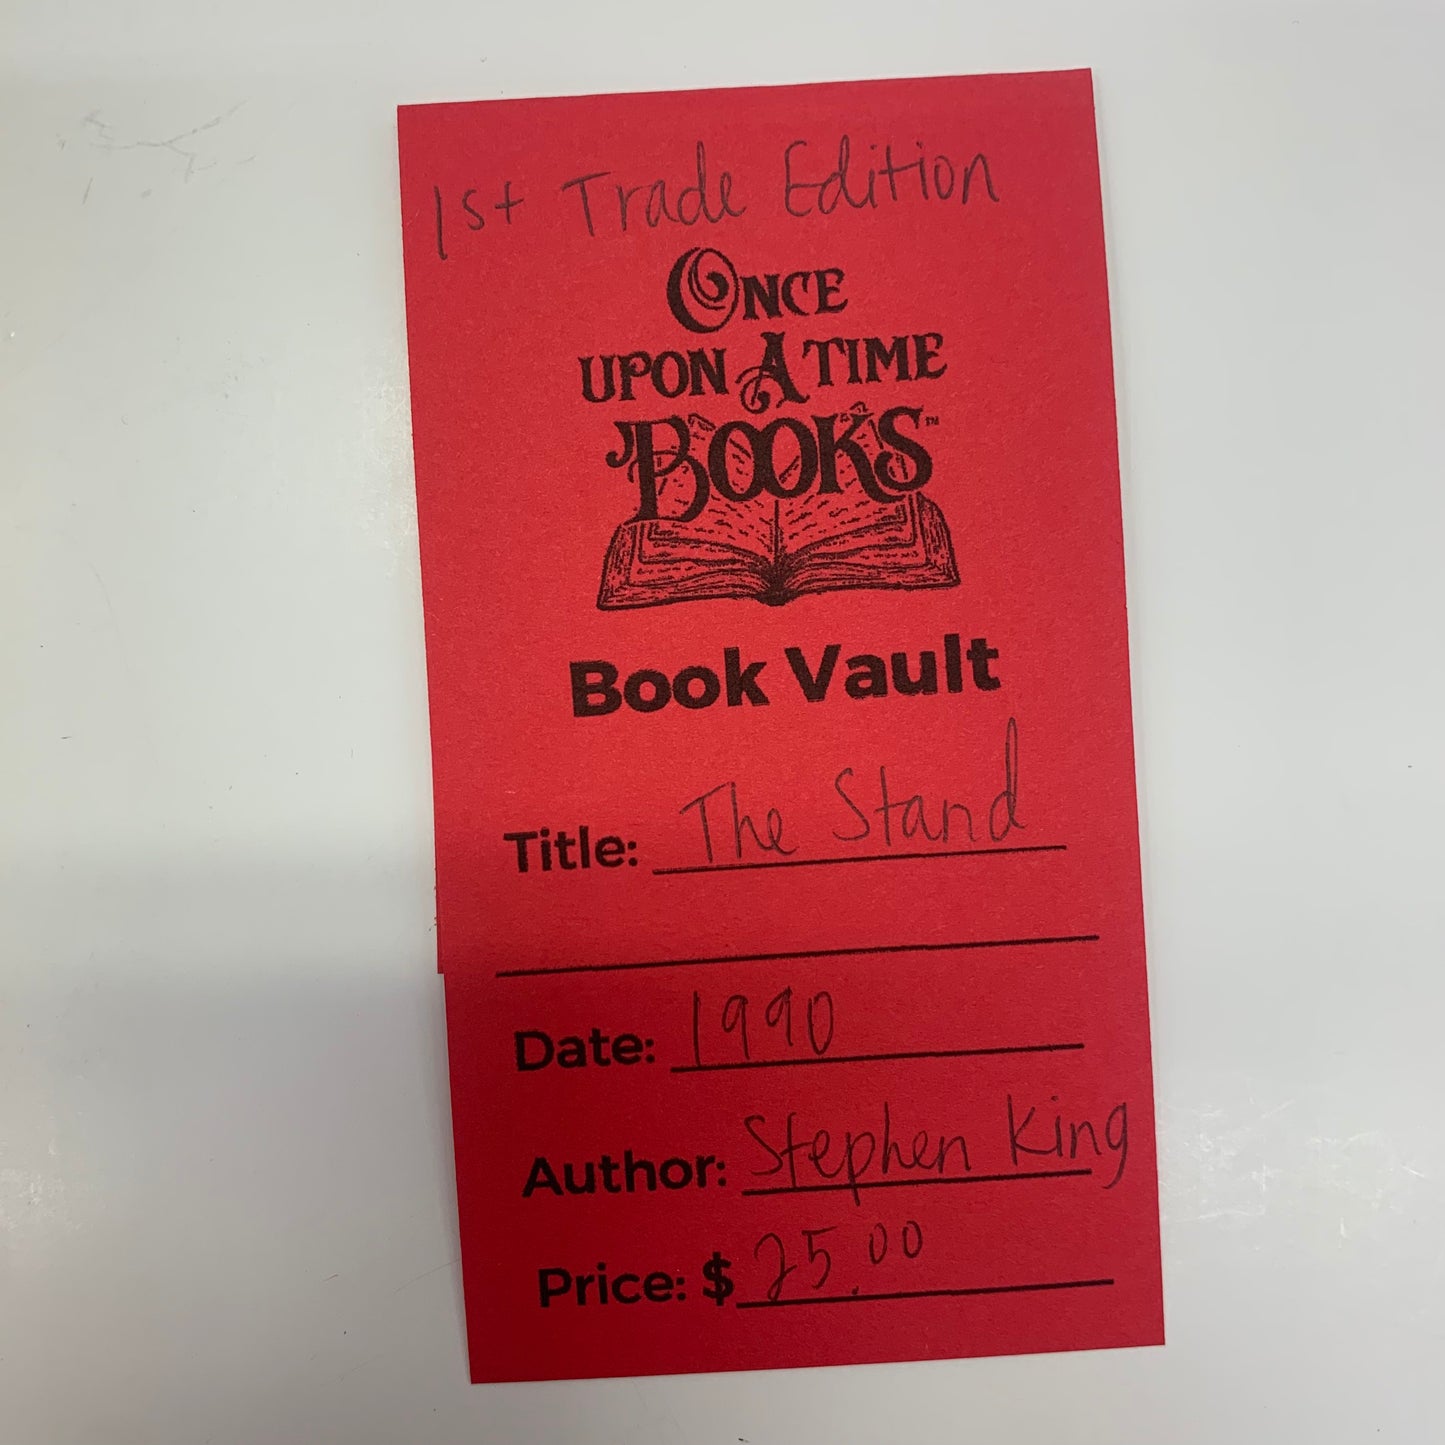 1st Trade Edition
ONCE
UPON A TIME
BOOKS™
Book Vault
Title: The Stand
Date: 1990
Author: Stephen King
Price: $ 25.00